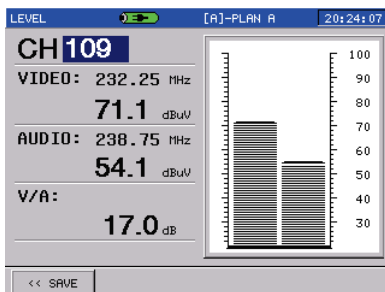 LEVEL [A]-PLAN A 20:24:07
CH 109
VIDEO: 232.25 MHz
71.1 dBuV
AUDIO: 238.75 MHz
54.1 dBuV
V/A:
17.0 dB
100
90
80
70
60
50
40
30
<< SAVE